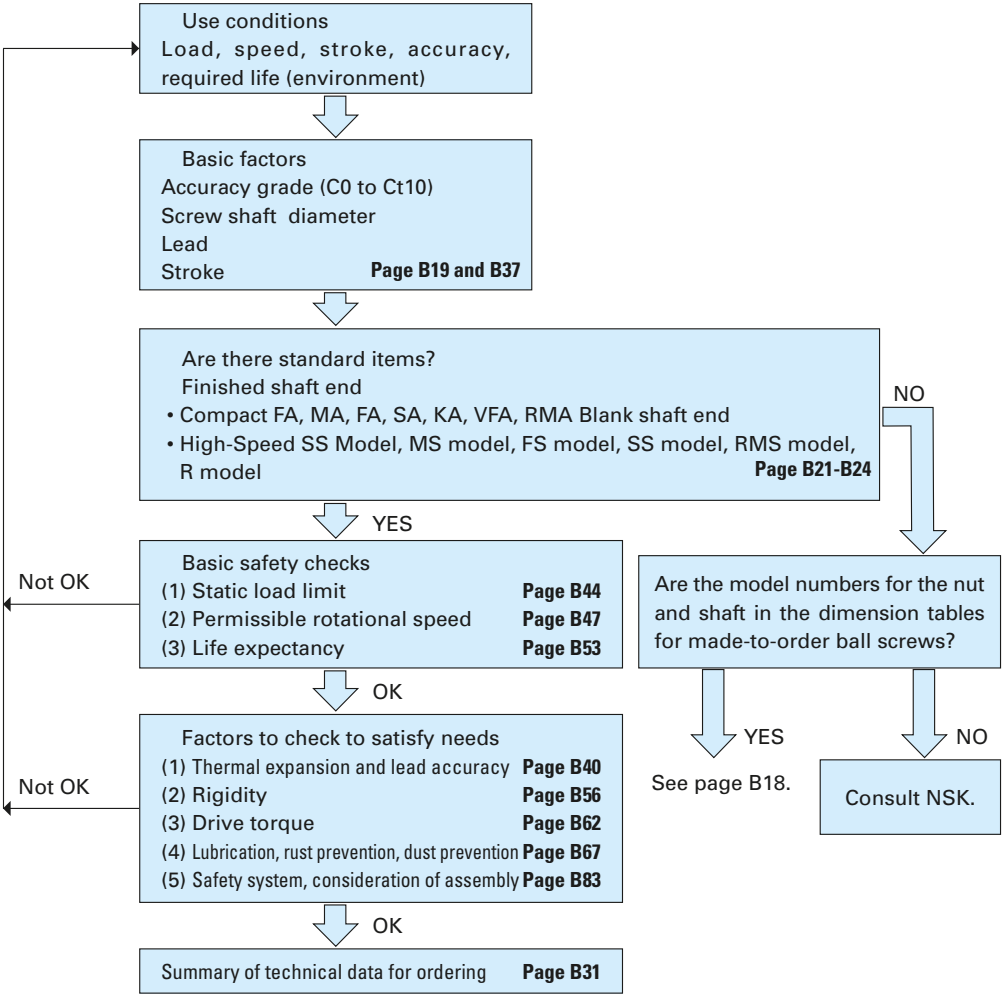 Use conditions
Load, speed, stroke, accuracy,
required life (environment)
Basic factors
Accuracy grade (C0 to Ct10)
Screw shaft diameter
Lead
Stroke Page B19 and B37
Are there standard items?
Finished shaft end
• Compact FA, MA, FA, SA, KA, VFA, RMA Blank shaft end
• High-Speed SS Model, MS model, FS model, SS model, RMS model,
R model Page B21-B24
NO
YES
Basic safety checks
(1) Static load limit Page B44
(2) Permissible rotational speed Page B47
(3) Life expectancy Page B53
Not OK
Are the model numbers for the nut
and shaft in the dimension tables
for made-to-order ball screws?
OK
YES
NO
See page B18.
Consult NSK.
Factors to check to satisfy needs
(1) Thermal expansion and lead accuracy Page B40
(2) Rigidity Page B56
(3) Drive torque Page B62
(4) Lubrication, rust prevention, dust prevention Page B67
(5) Safety system, consideration of assembly Page B83
Not OK
OK
Summary of technical data for ordering Page B31